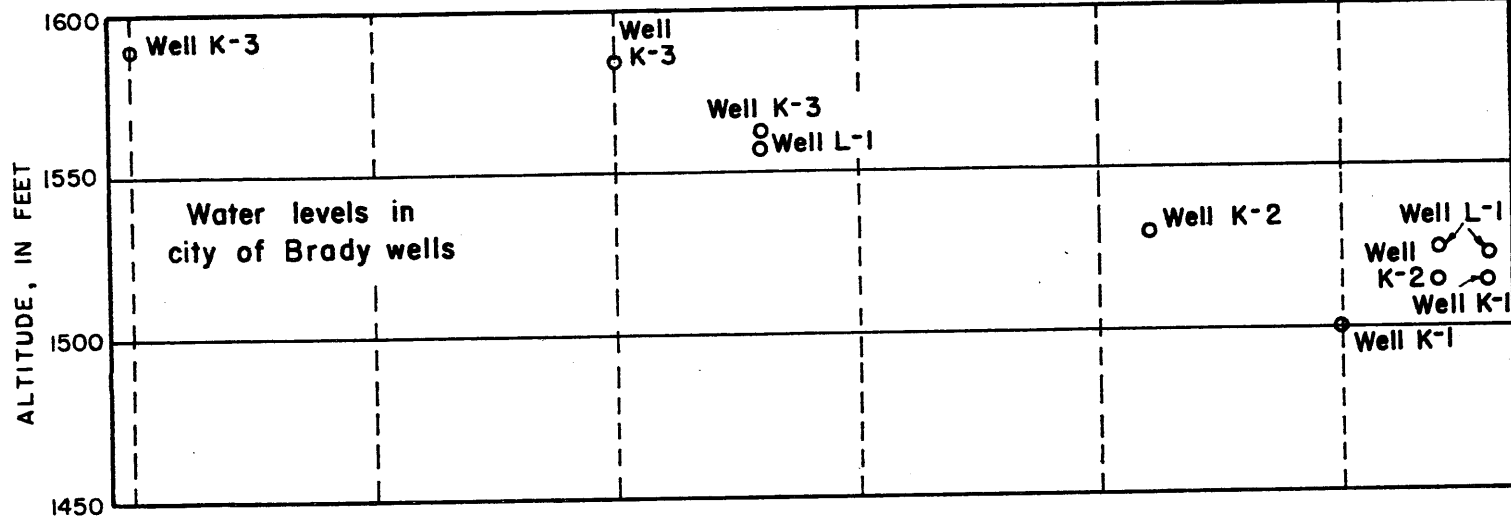 1600
Well K-3
Well
K-3
Well K-3
Well L-1
1550
Water levels in
city of Brady wells
Well K-2
Well L-1
Well
K-2
Well K-1
1500
Well K-1
1450
ALTITUDE, IN FEET